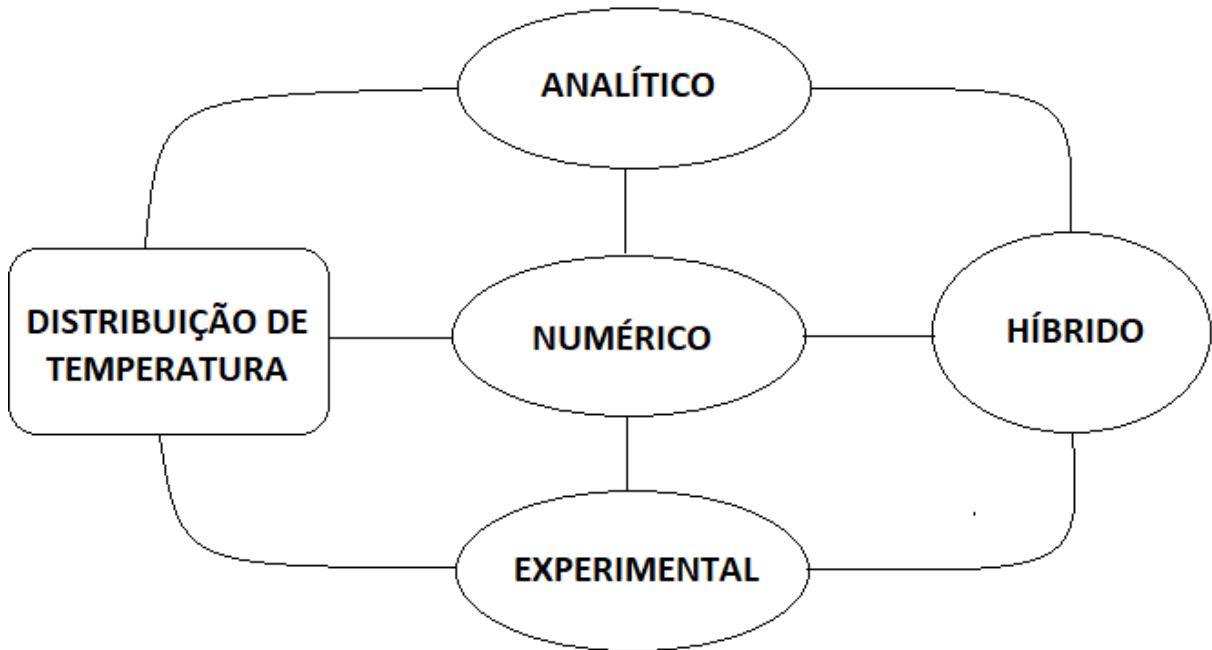 ANALÍTICO
DISTRIBUIÇÃO DE
TEMPERATURA
NUMÉRICO
HÍBRIDO
EXPERIMENTAL